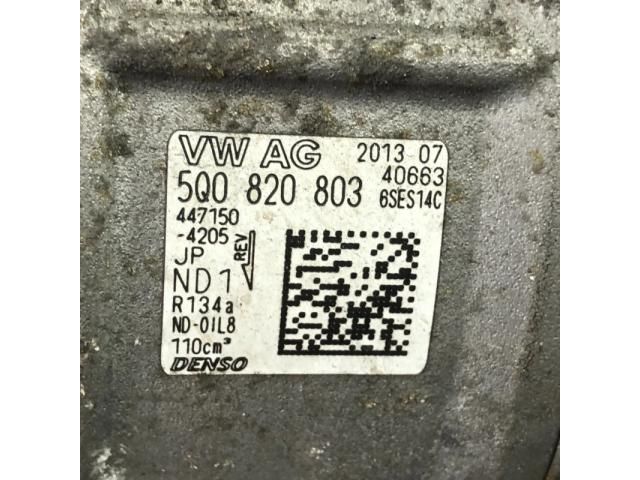 VW AG 2013-07
40663
5Q0 820 803 6SES14C
447150
-4205
REV
JP
ND1
R134a
ND-OIL8
110cm³
DENSO